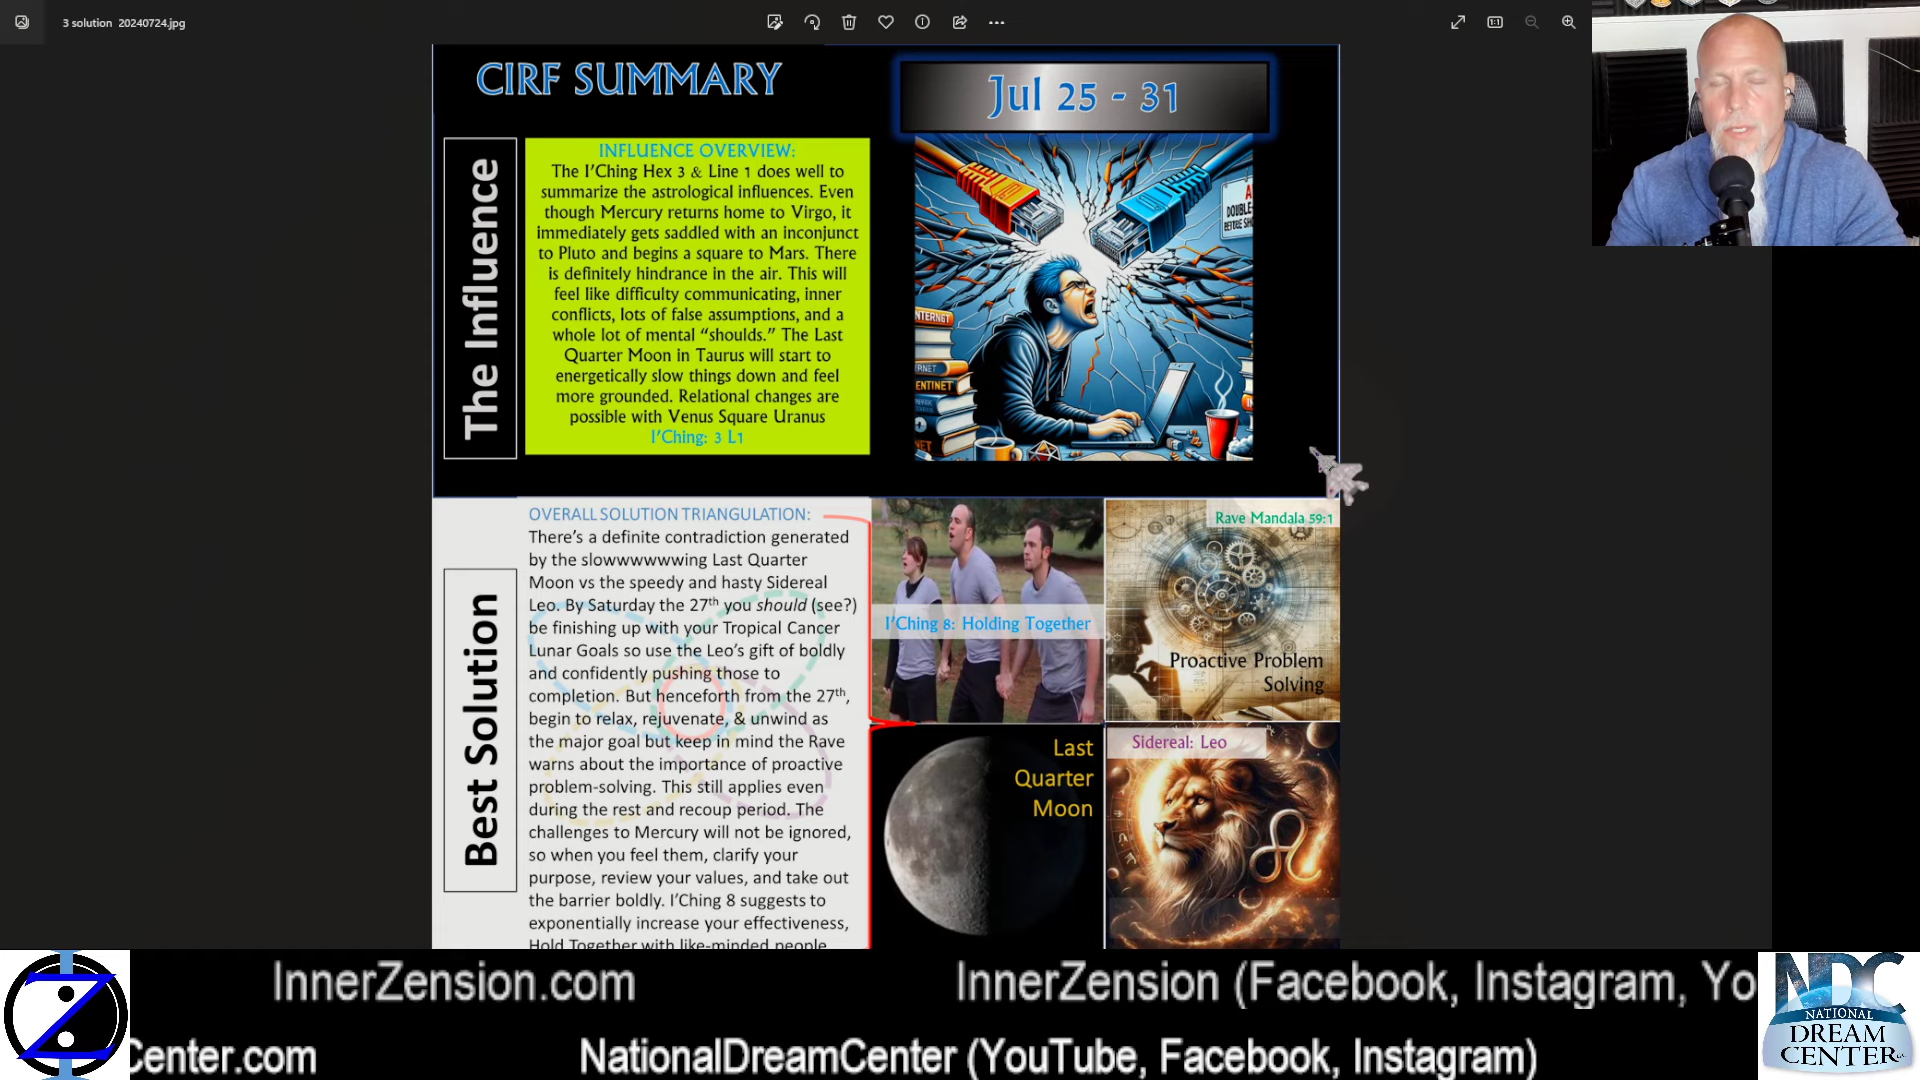 3 solution 20240724.jpg
CIRF SUMMARY
Jul 25 - 31
The Influence
INFLUENCE OVERVIEW:
The I'Ching Hex 3 & Line 1 does well to
summarize the astrological influences. Even
though Mercury returns home to Virgo, it
immediately gets saddled with an inconjunct
to Pluto and begins a square to Mars. There
is definitely hindrance in the air. This will
feel like difficulty communicating, inner
conflicts, lots of false assumptions, and a
whole lot of mental “shoulds.” The Last
Quarter Moon in Taurus will start to
energetically slow things down and feel
more grounded. Relational changes are
possible with Venus Square Uranus
I'Ching: 3 L1
DOUBLE-
INTERNGT
ENTINET
NET
Best Solution
OVERALL SOLUTION TRIANGULATION:
There's a definite contradiction generated
by the slowwwwwwing Last Quarter
Moon vs the speedy and hasty Sidereal
Leo. By Saturday the 27th you should (see?)
be finishing up with your Tropical Cancer
Lunar Goals so use the Leo's gift of boldly
and confidently pushing those to
completion. But henceforth from the 27th,
begin to relax, rejuvenate, & unwind as
the major goal but keep in mind the Rave
warns about the importance of proactive
problem-solving. This still applies even
during the rest and recoup period. The
challenges to Mercury will not be ignored,
so when you feel them, clarify your
purpose, review your values, and take out
the barrier boldly. I'Ching 8 suggests to
exponentially increase your effectiveness,
Hold Together with like-minded people
I'Ching 8: Holding Together
Rave Mandala 59:1
Proactive Problem
Solving
Last
Quarter
Moon
Sidereal: Leo
InnerZension.com InnerZension (Facebook, Instagram, Yo
Center.com NationalDreamCenter (YouTube, Facebook, Instagram)
NDC
NATIONAL
DREAM
CENTER